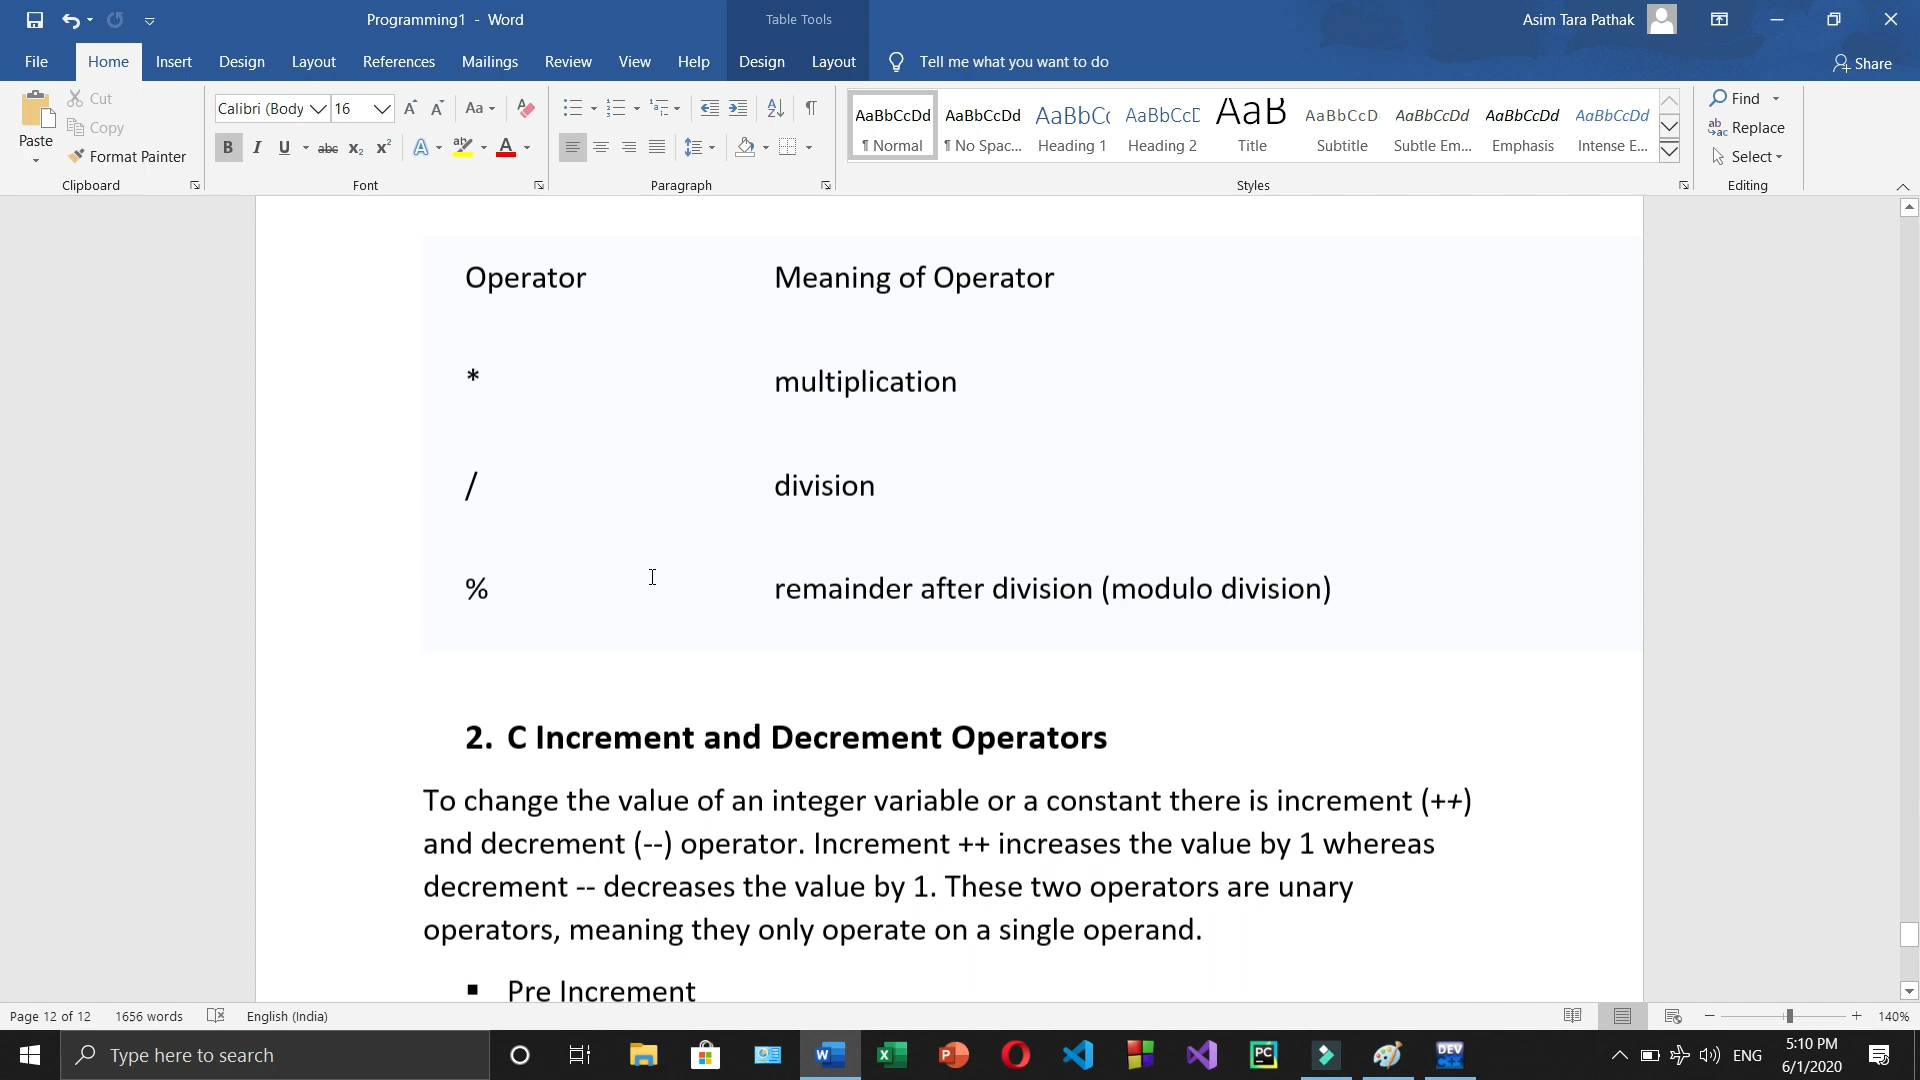 Programming1 - Word
Table Tools
Asim Tara Pathak
File
Home
Insert
Design
Layout
References
Mailings
Review
View
Help
Design
Layout
Tell me what you want to do
Share
Paste
Cut
Copy
Format Painter
Clipboard
Calibri (Body
16
Aa
B I U abc X₂ X²
A
ab
A
Font
Paragraph
AaBbCcDd
AaBbCcDd
AaBbCc
AaBbCcD
AaB
AaBbCcD
AaBbCcDd
AaBbCcDd
AaBbCcDd
¶ Normal
¶ No Spac...
Heading 1
Heading 2
Title
Subtitle
Subtle Em...
Emphasis
Intense E...
Styles
Find
Replace
Select
Editing
Operator Meaning of Operator
* multiplication
/ division
% remainder after division (modulo division)
2. C Increment and Decrement Operators
To change the value of an integer variable or a constant there is increment (++)
and decrement (--) operator. Increment ++ increases the value by 1 whereas
decrement -- decreases the value by 1. These two operators are unary
operators, meaning they only operate on a single operand.
▪ Pre Increment
Page 12 of 12
1656 words
English (India)
140%
Type here to search
ENG
5:10 PM
6/1/2020